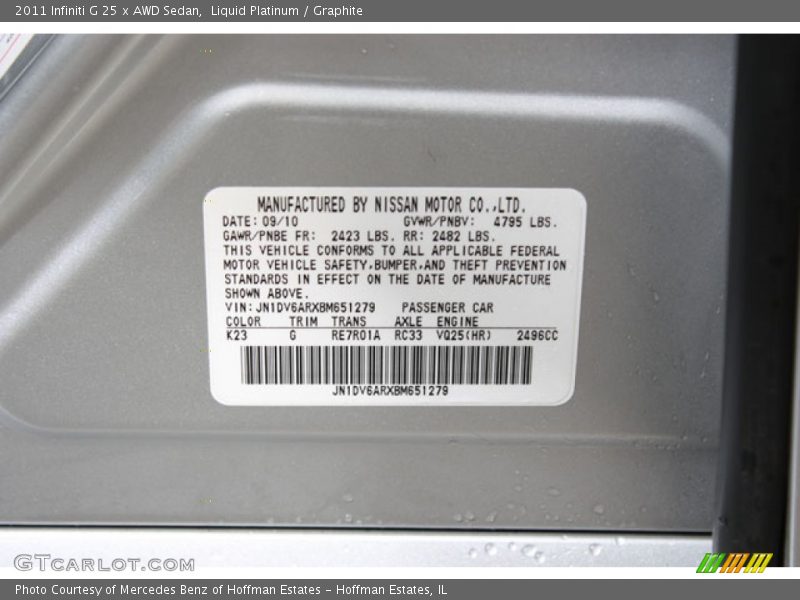 2011 Infiniti G 25 x AWD Sedan,  Liquid Platinum / Graphite
MANUFACTURED BY NISSAN MOTOR CO.,LTD.
DATE: 09/10 GVWR/PNBV: 4795 LBS.
GAWR/PNBE FR: 2423 LBS. RR: 2482 LBS.
THIS VEHICLE CONFORMS TO ALL APPLICABLE FEDERAL
MOTOR VEHICLE SAFETY,BUMPER,AND THEFT PREVENTION
STANDARDS IN EFFECT ON THE DATE OF MANUFACTURE
SHOWN ABOVE.
VIN: JN1DV6ARXBM651279 PASSENGER CAR
COLOR TRIM TRANS AXLE ENGINE
K23 G RE7R01A RC33 VQ25(HR) 2496CC
JN1DV6ARXBM651279
GTCARLOT.COM
Photo Courtesy of Mercedes Benz of Hoffman Estates - Hoffman Estates, IL